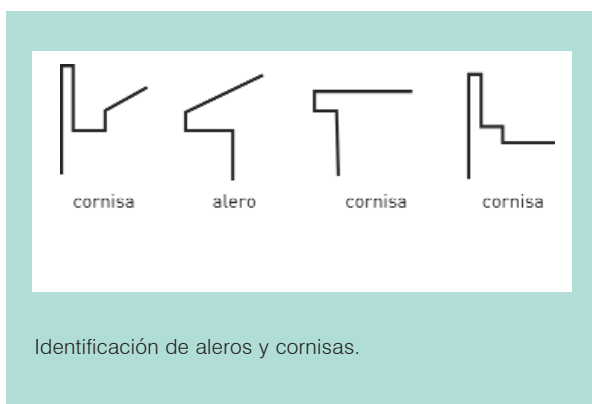 cornisa alero cornisa cornisa
Identificación de aleros y cornisas.